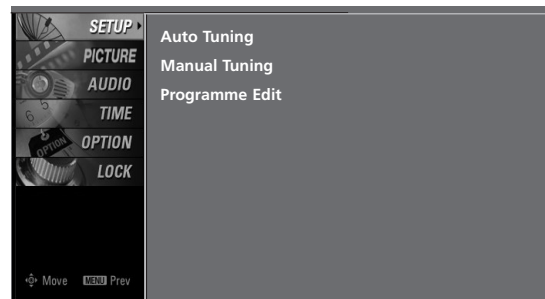 SETUP
PICTURE
AUDIO
TIME
OPTION
LOCK
Auto Tuning
Manual Tuning
Programme Edit
Move MENU Prev